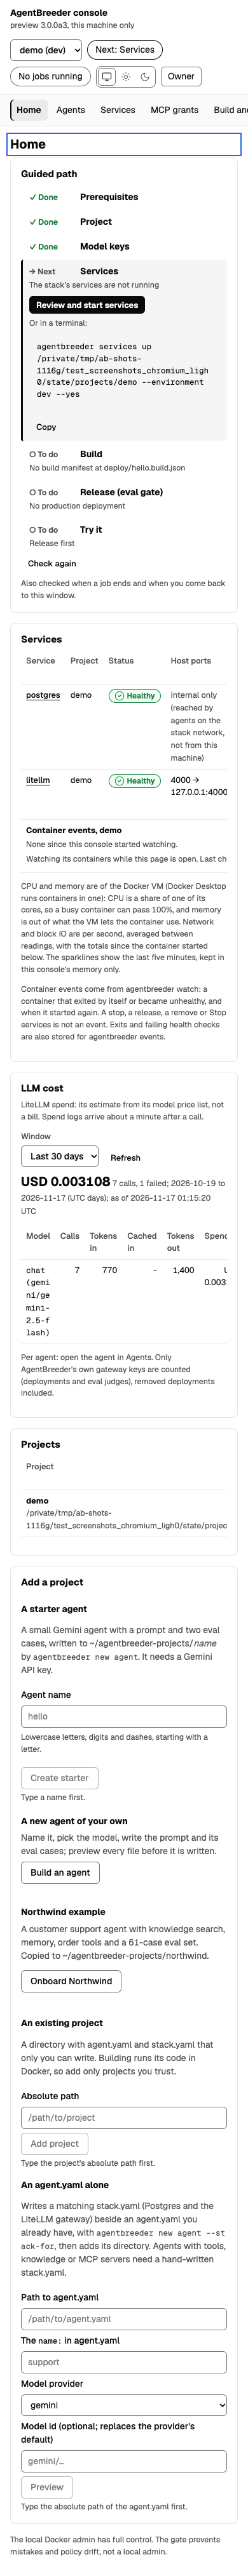 AgentBreeder console
preview 3.0.0a3, this machine only
demo (dev)
Next: Services
No jobs running
Owner
Home
Agents
Services
MCP grants
Build an
Home
Guided path
✓ Done
Prerequisites
✓ Done
Project
✓ Done
Model keys
→ Next
Services
The stack's services are not running
Review and start services
Or in a terminal:
agentbreeder services up
/private/tmp/ab-shots-
1116g/test_screenshots_chromium_ligh
0/state/projects/demo --environment
dev --yes
Copy
O To do
Build
No build manifest at deploy/hello.build.json
O To do
Release (eval gate)
No production deployment
O To do
Try it
Release first
Check again
Also checked when a job ends and when you come back
to this window.
Services
Service
Project
Status
Host ports
postgres
demo
Healthy
internal only
(reached by
agents on the
stack network,
not from this
machine)
litellm
demo
Healthy
4000 →
127.0.0.1:4000
Container events, demo
None since this console started watching.
Watching its containers while this page is open. Last ch
CPU and memory are of the Docker VM (Docker Desktop
runs containers in one): CPU is a share of one of its
cores, so a busy container can pass 100%, and memory
is out of what the VM lets the container use. Network
and block IO are per second, averaged between
readings, with the totals since the container started
below. The sparklines show the last five minutes, kept in
this console's memory only.
Container events come from agentbreeder watch: a
container that exited by itself or became unhealthy, and
when it started again. A stop, a release, a remove or Stop
services is not an event. Exits and failing health checks
are also stored for agentbreeder events.
LLM cost
LiteLLM spend: its estimate from its model price list, not
a bill. Spend logs arrive about a minute after a call.
Window
Last 30 days
Refresh
USD 0.003108 7 calls, 1 failed; 2026-10-19 to
2026-11-17 (UTC days); as of 2026-11-17 01:15:20
UTC
Model
Calls
Tokens
in
Cached
in
Tokens
out
Spend
chat
(gemi
ni/ge
mini-
2.5-f
lash)
7
770
-
1,400
U
0.003
Per agent: open the agent in Agents. Only
AgentBreeder's own gateway keys are counted
(deployments and eval judges), removed deployments
included.
Projects
Project
demo
/private/tmp/ab-shots-
1116g/test_screenshots_chromium_ligh0/state/projec
Add a project
A starter agent
A small Gemini agent with a prompt and two eval
cases, written to ~/agentbreeder-projects/name
by agentbreeder new agent. It needs a Gemini
API key.
Agent name
hello
Lowercase letters, digits and dashes, starting with a
letter.
Create starter
Type a name first.
A new agent of your own
Name it, pick the model, write the prompt and its
eval cases; preview every file before it is written.
Build an agent
Northwind example
A customer support agent with knowledge search,
memory, order tools and a 61-case eval set.
Copied to ~/agentbreeder-projects/northwind.
Onboard Northwind
An existing project
A directory with agent.yaml and stack.yaml that
only you can write. Building runs its code in
Docker, so add only projects you trust.
Absolute path
/path/to/project
Add project
Type the project's absolute path first.
An agent.yaml alone
Writes a matching stack.yaml (Postgres and the
LiteLLM gateway) beside an agent.yaml you
already have, with agentbreeder new agent --st
ack-for, then adds its directory. Agents with tools,
knowledge or MCP servers need a hand-written
stack.yaml.
Path to agent.yaml
/path/to/agent.yaml
The name: in agent.yaml
support
Model provider
gemini
Model id (optional; replaces the provider's
default)
gemini/...
Preview
Type the absolute path of the agent.yaml first.
The local Docker admin has full control. The gate prevents
mistakes and policy drift, not a local admin.